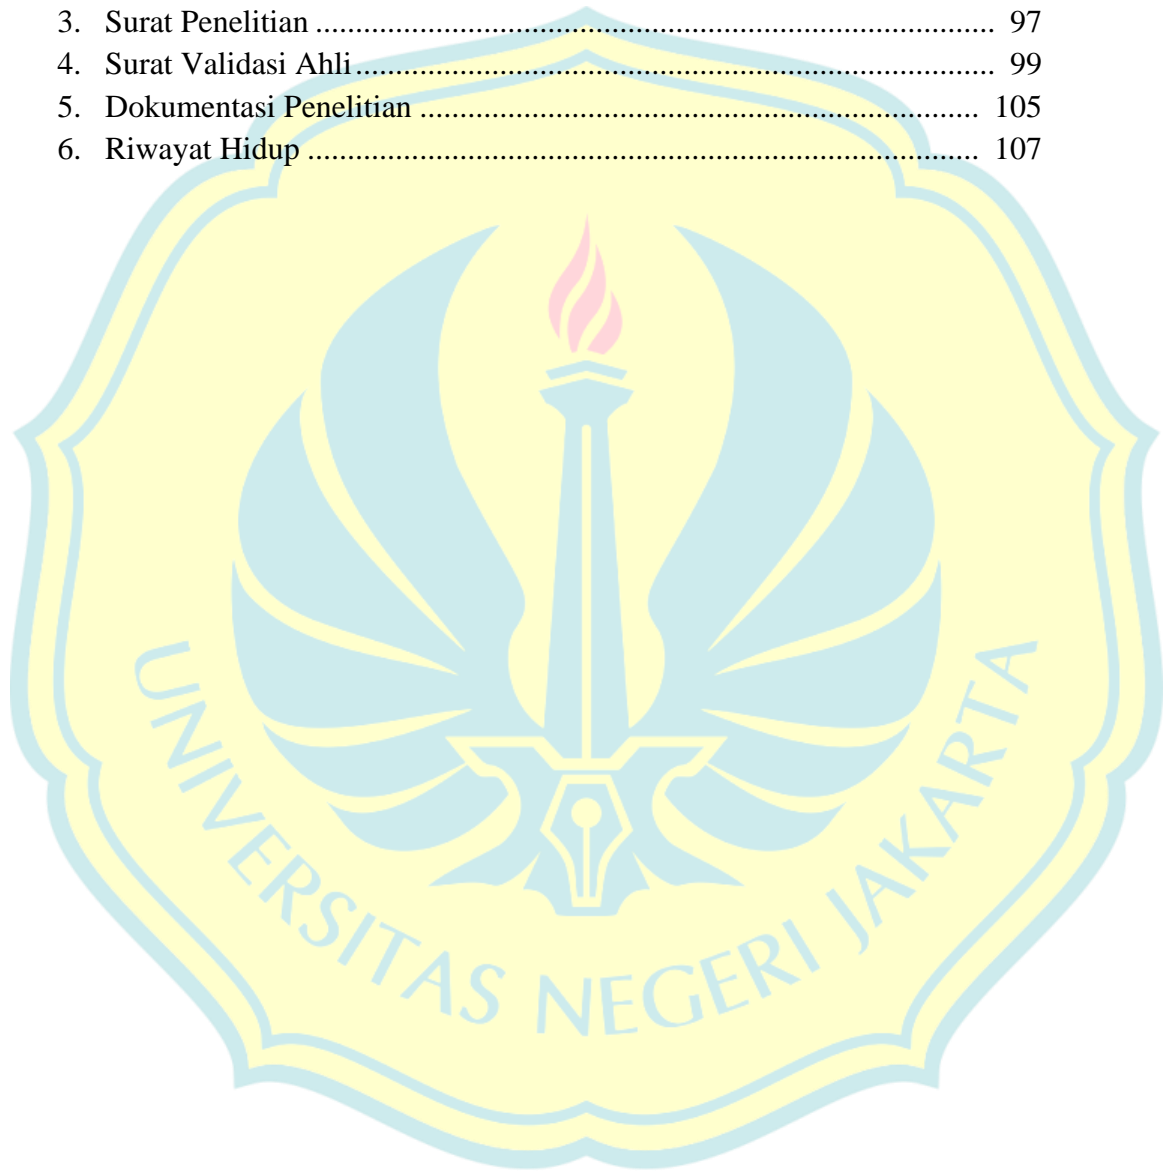 3. Surat Penelitian ........................................................................... 97
4. Surat Validasi Ahli ....................................................................... 99
5. Dokumentasi Penelitian .............................................................. 105
6. Riwayat Hidup .......................................................................... 107
UNIVERSITAS NEGERI JAKARTA